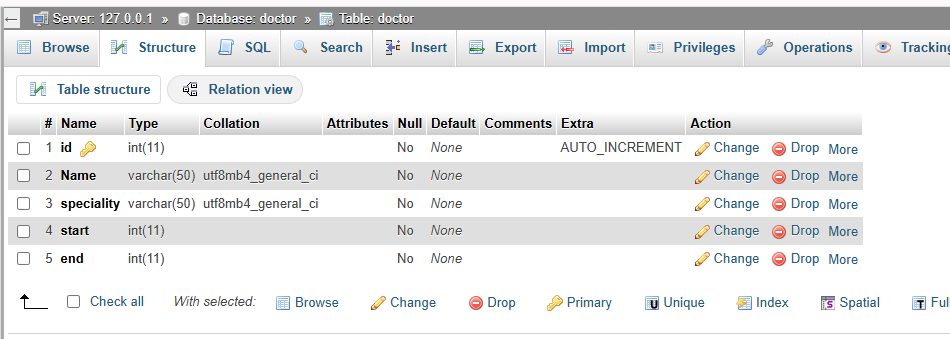 Server: 127.0.0.1 » Database: doctor » Table: doctor
Browse Structure SQL Search Insert Export Import Privileges Operations Tracking
Table structure Relation view
# Name Type Collation Attributes Null Default Comments Extra Action
1 id int(11) No None AUTO_INCREMENT Change Drop More
2 Name varchar(50) utf8mb4_general_ci No None Change Drop More
3 speciality varchar(50) utf8mb4_general_ci No None Change Drop More
4 start int(11) No None Change Drop More
5 end int(11) No None Change Drop More
Check all With selected: Browse Change Drop Primary Unique Index Spatial Ful